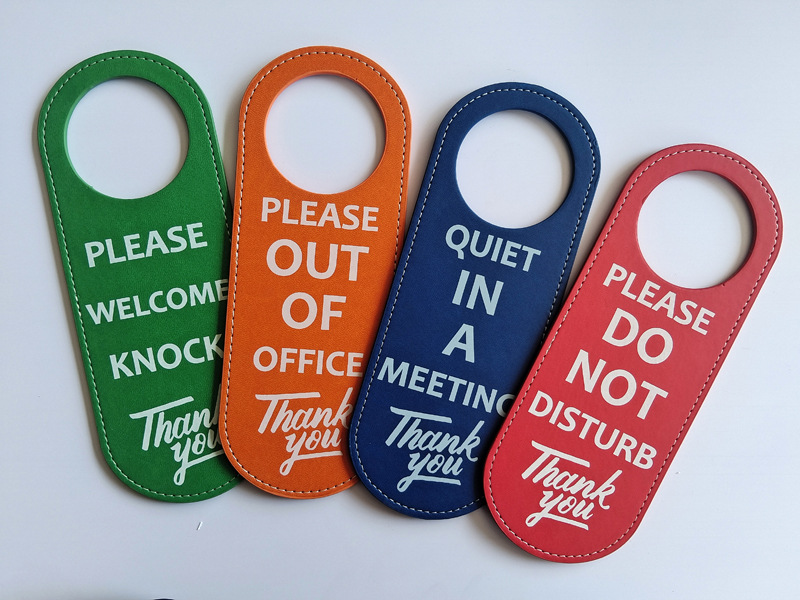 PLEASE
WELCOME
KNOCK
Thank
you
PLEASE
OUT
OF
OFFICE
Thank
you
QUIET
IN
A
MEETING
Thank
you
PLEASE
DO
NOT
DISTURB
Thank
you